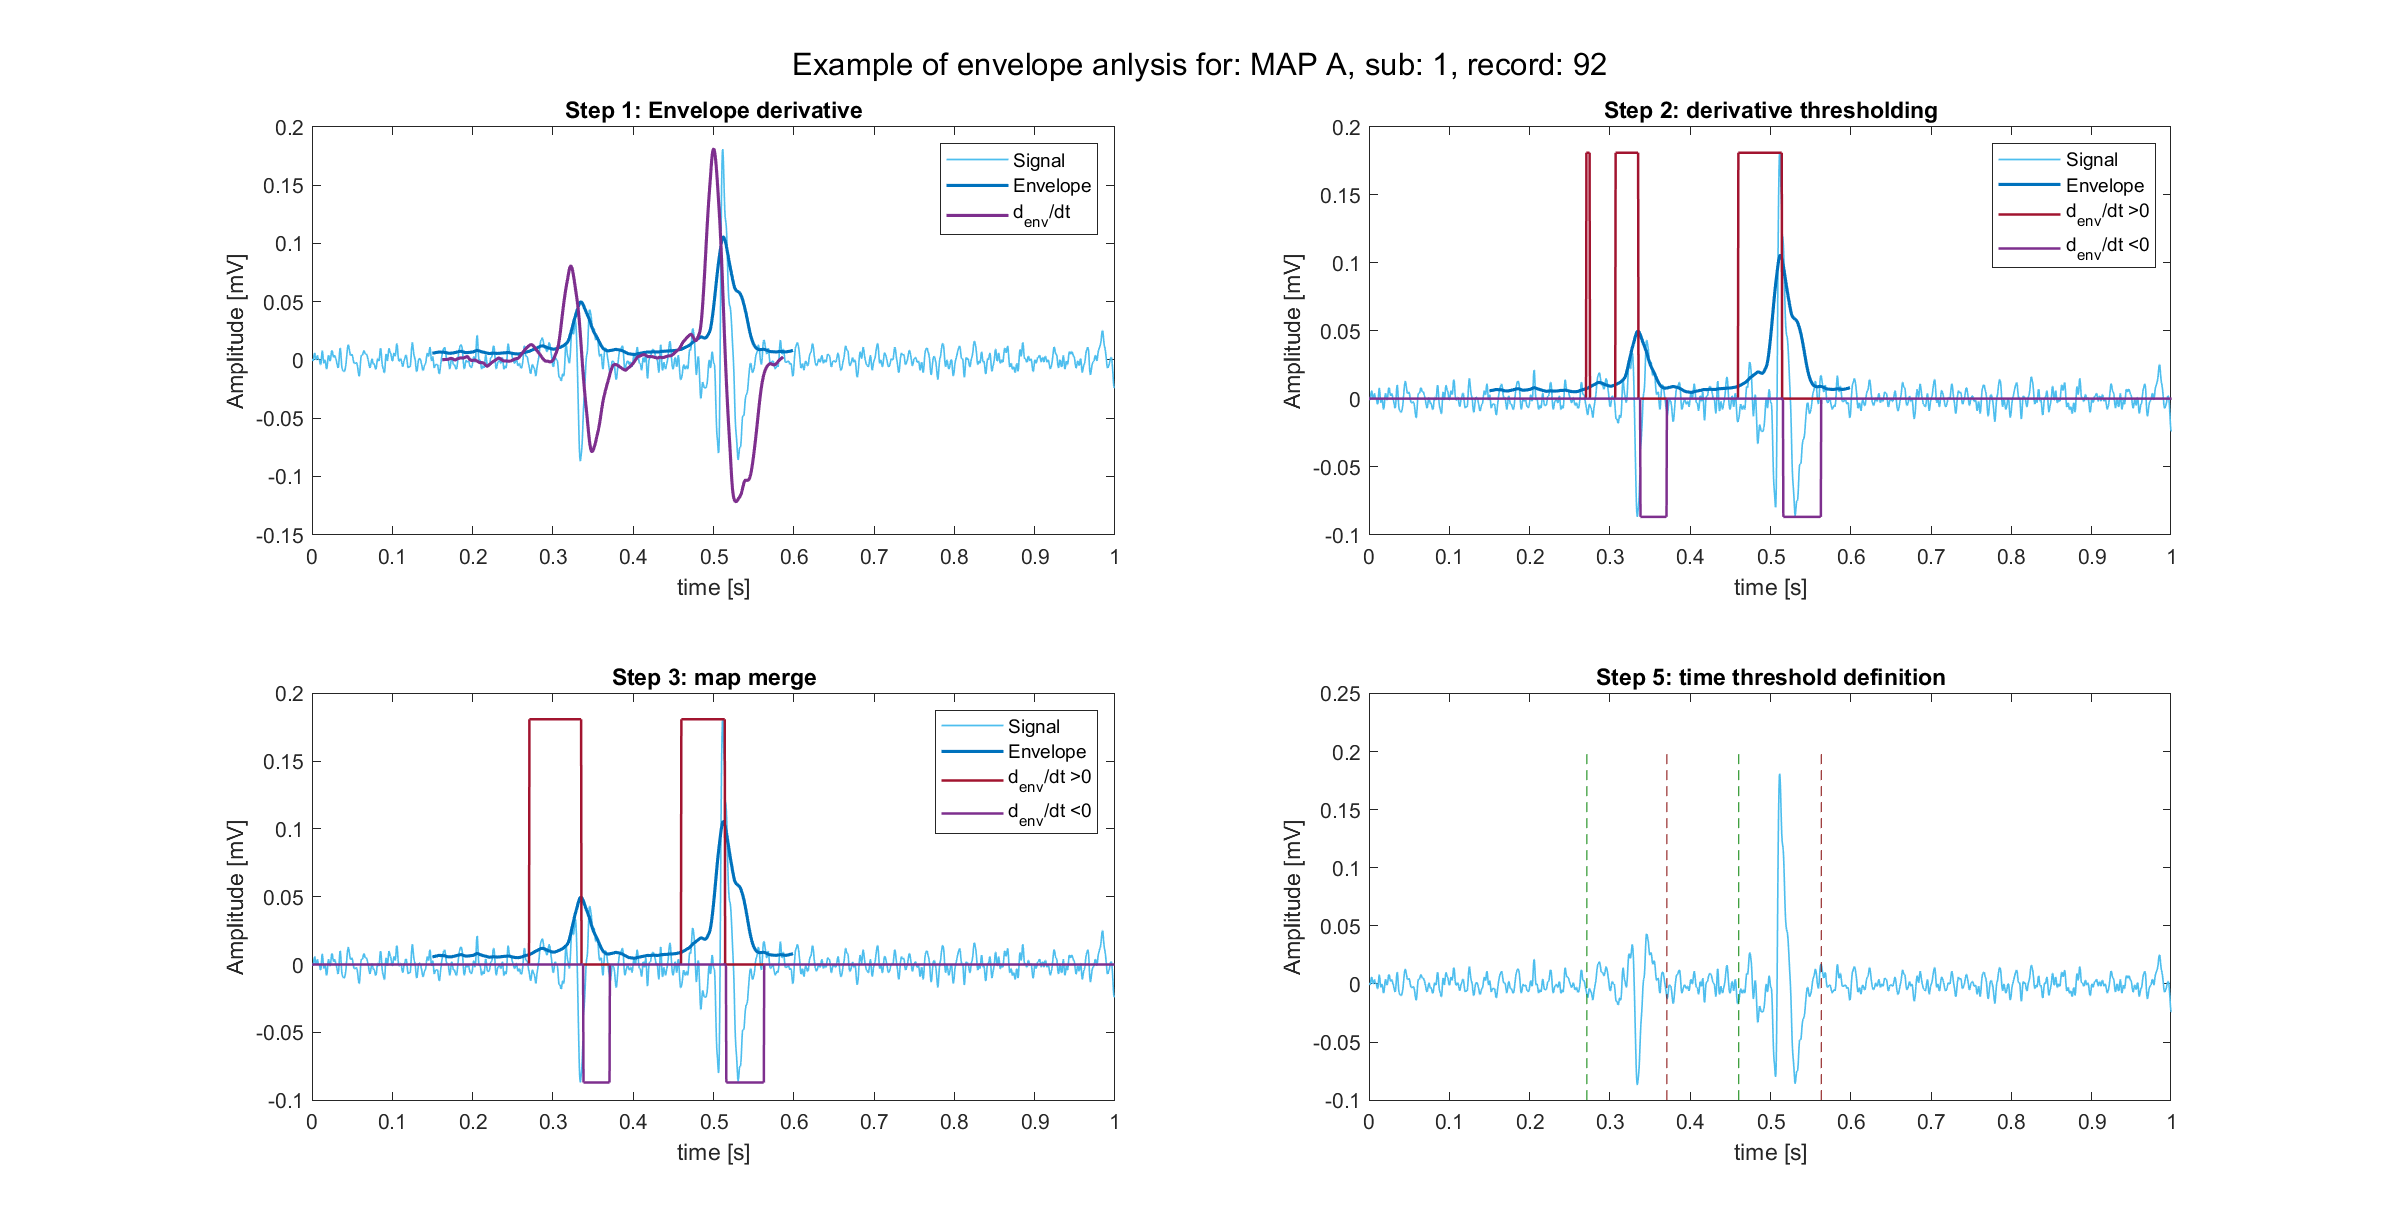 Example of envelope anlysis for: MAP A, sub: 1, record: 92
Step 1: Envelope derivative
0.2
0.15
0.1
0.05
0
-0.05
-0.1
-0.15
Amplitude [mV]
0 0.1 0.2 0.3 0.4 0.5 0.6 0.7 0.8 0.9 1
time [s]
Signal
Envelope
d_env/dt
Step 2: derivative thresholding
0.2
0.15
0.1
0.05
0
-0.05
-0.1
Amplitude [mV]
0 0.1 0.2 0.3 0.4 0.5 0.6 0.7 0.8 0.9 1
time [s]
Signal
Envelope
d_env/dt >0
d_env/dt <0
Step 3: map merge
0.2
0.15
0.1
0.05
0
-0.05
-0.1
Amplitude [mV]
0 0.1 0.2 0.3 0.4 0.5 0.6 0.7 0.8 0.9 1
time [s]
Signal
Envelope
d_env/dt >0
d_env/dt <0
Step 5: time threshold definition
0.25
0.2
0.15
0.1
0.05
0
-0.05
-0.1
Amplitude [mV]
0 0.1 0.2 0.3 0.4 0.5 0.6 0.7 0.8 0.9 1
time [s]